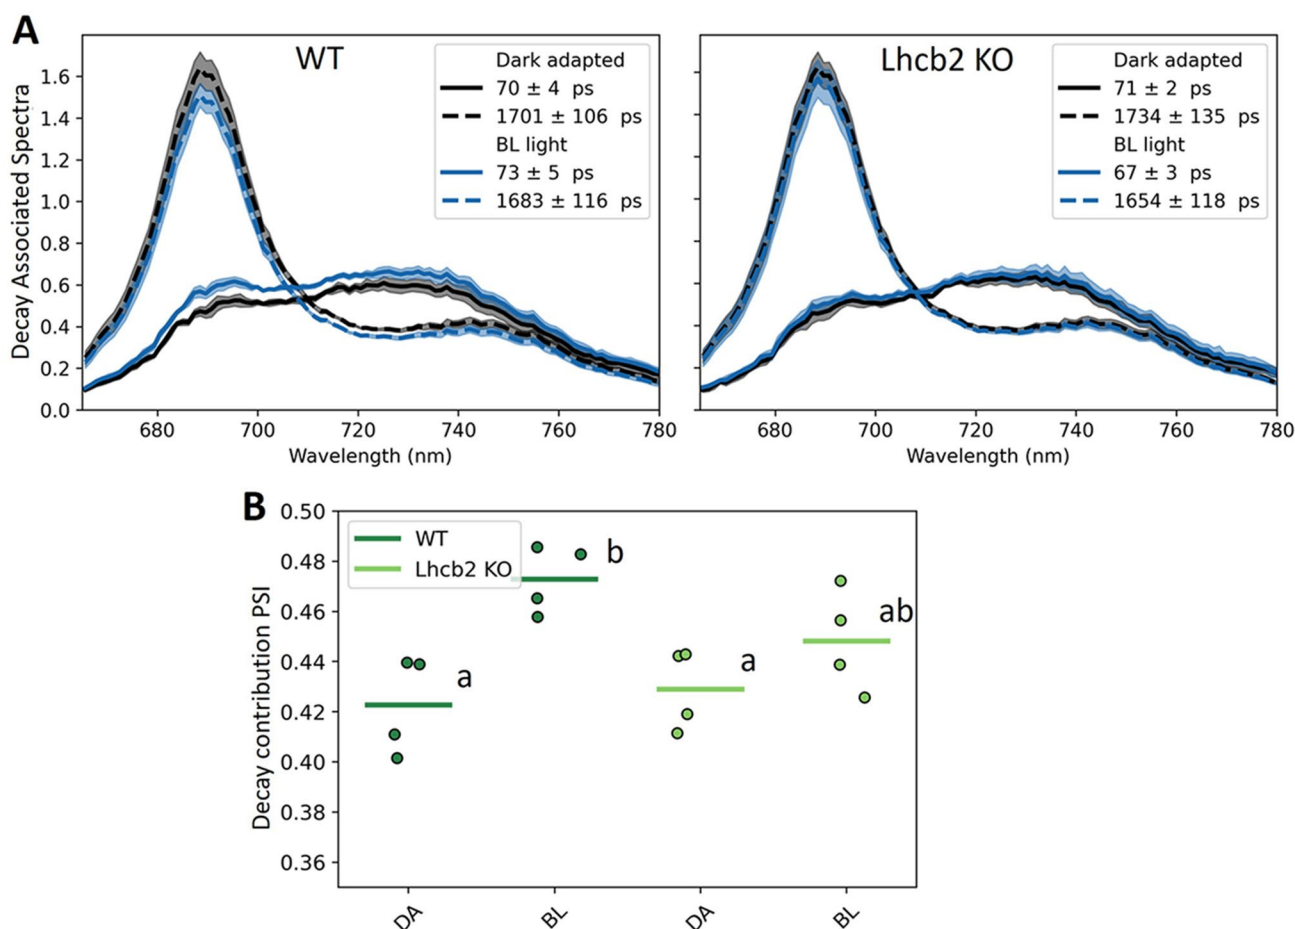 A
WT
Dark adapted
70 ± 4 ps
1701 ± 106 ps
BL light
73 ± 5 ps
1683 ± 116 ps
Decay Associated Spectra
1.6
1.4
1.2
1.0
0.8
0.6
0.4
0.2
0.0
680 700 720 740 760 780
Wavelength (nm)
Lhcb2 KO
Dark adapted
71 ± 2 ps
1734 ± 135 ps
BL light
67 ± 3 ps
1654 ± 118 ps
680 700 720 740 760 780
Wavelength (nm)
B
WT
Lhcb2 KO
Decay contribution PSI
0.50
0.48
0.46
0.44
0.42
0.40
0.38
0.36
a
b
a
ab
DA BL DA BL